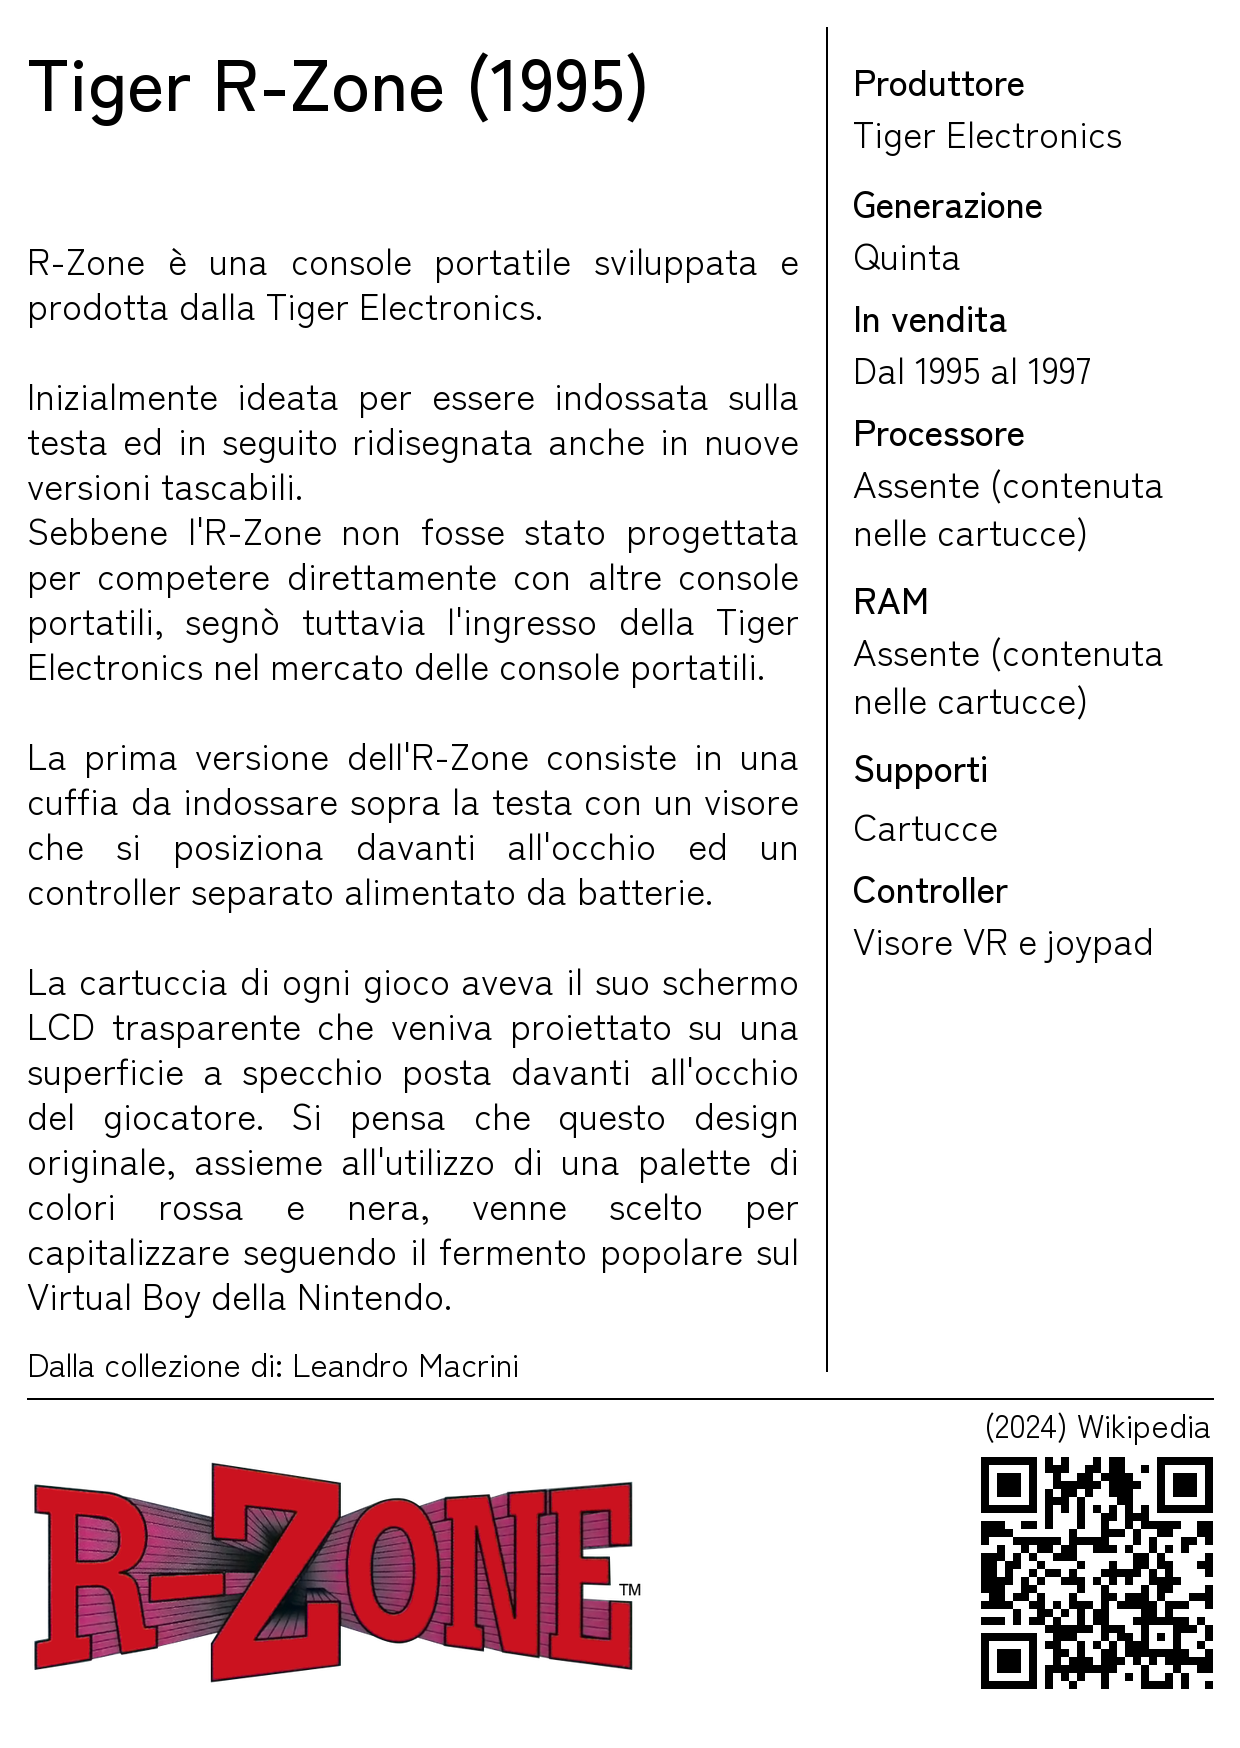 Tiger R-Zone (1995)
R-Zone è una console portatile sviluppata e
prodotta dalla Tiger Electronics.
Inizialmente ideata per essere indossata sulla
testa ed in seguito ridisegnata anche in nuove
versioni tascabili.
Sebbene l'R-Zone non fosse stato progettata
per competere direttamente con altre console
portatili, segnò tuttavia l'ingresso della Tiger
Electronics nel mercato delle console portatili.
La prima versione dell'R-Zone consiste in una
cuffia da indossare sopra la testa con un visore
che si posiziona davanti all'occhio ed un
controller separato alimentato da batterie.
La cartuccia di ogni gioco aveva il suo schermo
LCD trasparente che veniva proiettato su una
superficie a specchio posta davanti all'occhio
del giocatore. Si pensa che questo design
originale, assieme all'utilizzo di una palette di
colori rossa e nera, venne scelto per
capitalizzare seguendo il fermento popolare sul
Virtual Boy della Nintendo.
Dalla collezione di: Leandro Macrini
Produttore
Tiger Electronics
Generazione
Quinta
In vendita
Dal 1995 al 1997
Processore
Assente (contenuta
nelle cartucce)
RAM
Assente (contenuta
nelle cartucce)
Supporti
Cartucce
Controller
Visore VR e joypad
(2024) Wikipedia
R-ZONE™